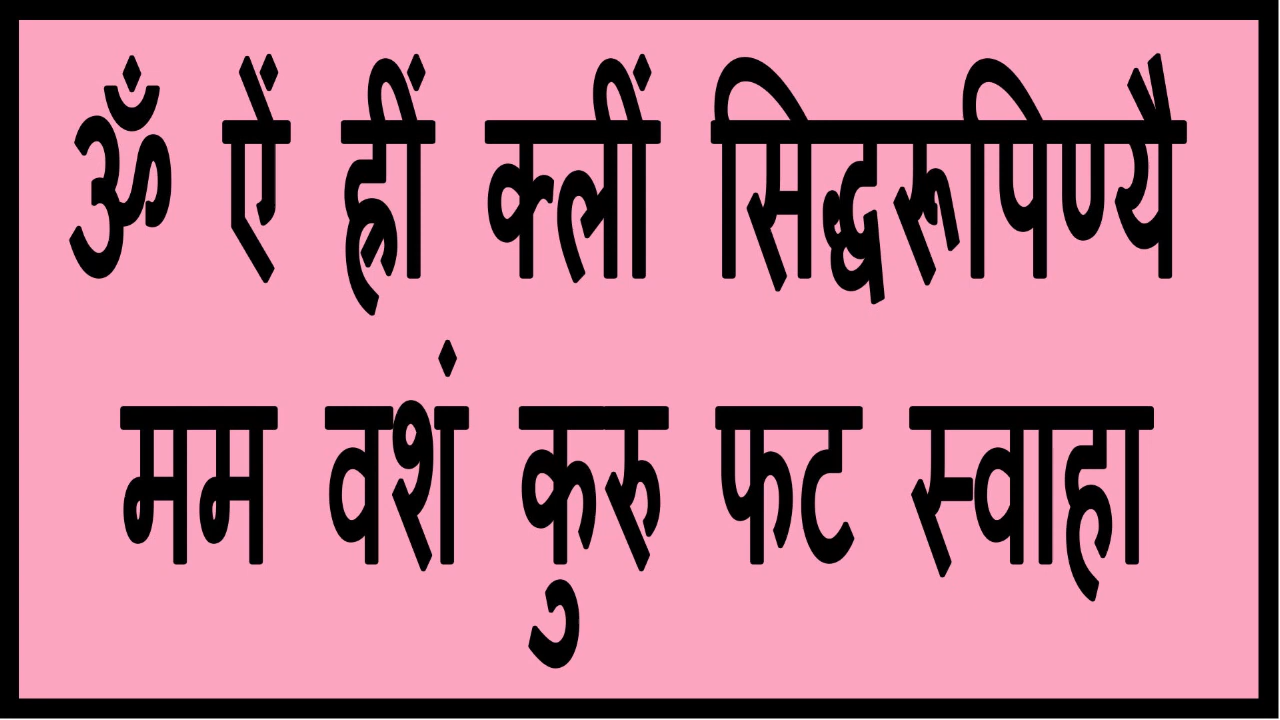 ॐ ऐं ह्रीं क्लीं सिद्धरूपिण्यै
मम वशं कुरु फट स्वाहा